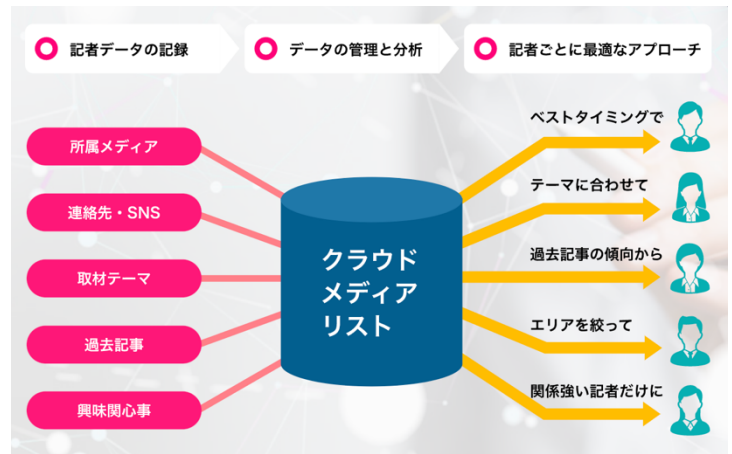 記者データの記録
データの管理と分析
記者ごとに最適なアプローチ
所属メディア
連絡先・SNS
取材テーマ
過去記事
興味関心事
クラウド
メディア
リスト
ベストタイミングで
テーマに合わせて
過去記事の傾向から
エリアを絞って
関係強い記者だけに